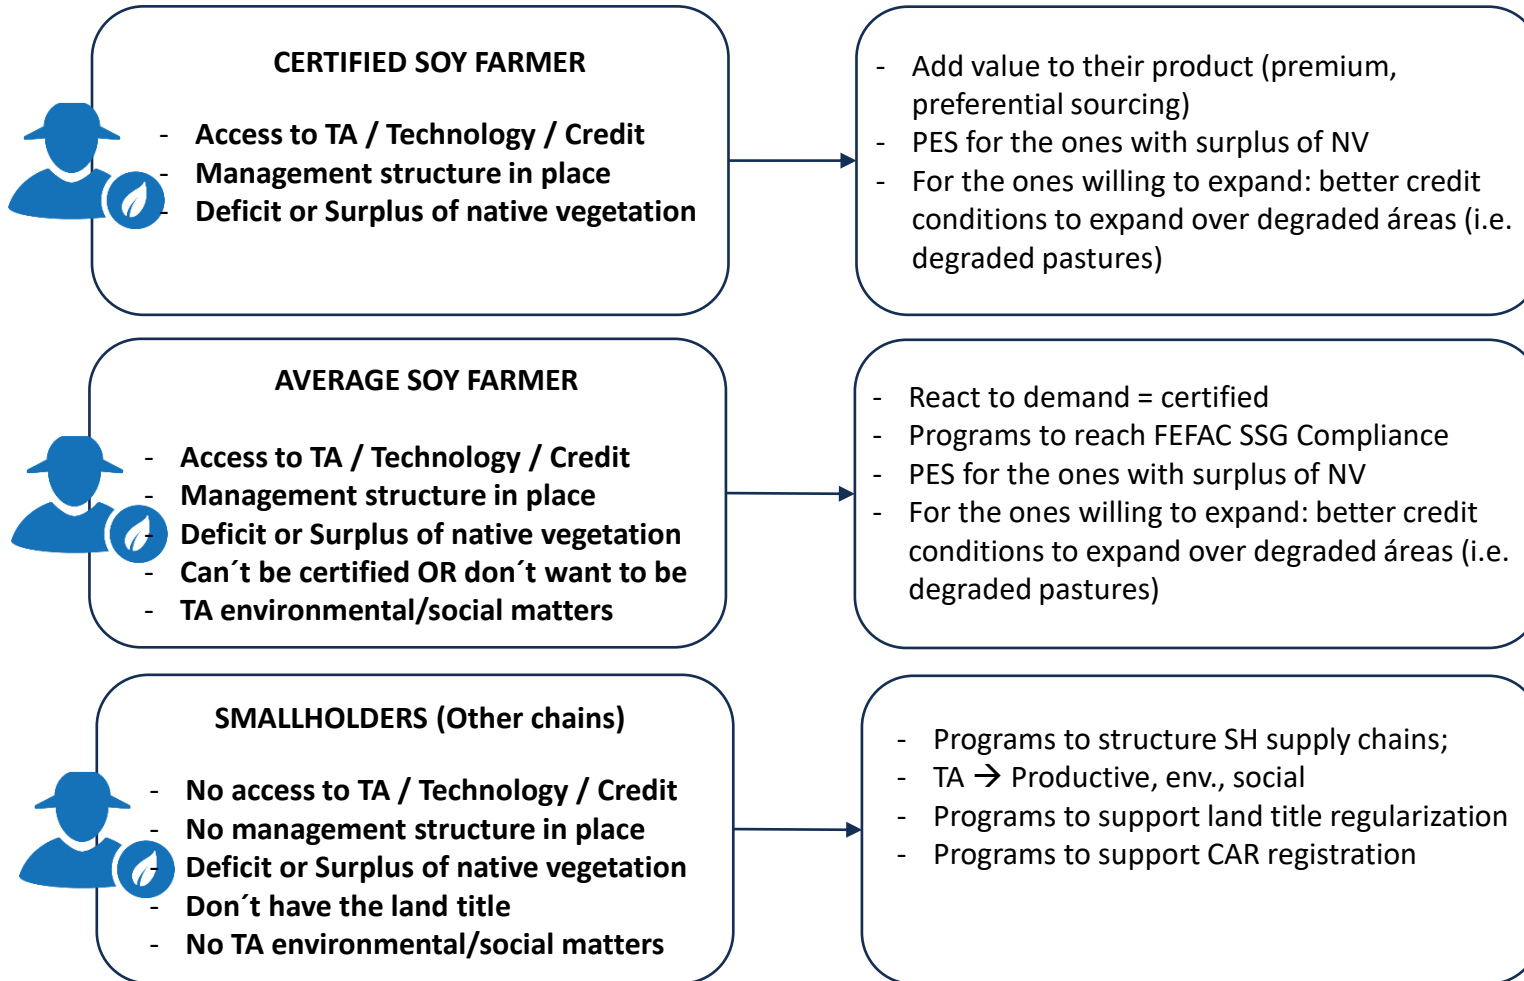 CERTIFIED SOY FARMER
- Access to TA / Technology / Credit
- Management structure in place
- Deficit or Surplus of native vegetation
- Add value to their product (premium,
preferential sourcing)
- PES for the ones with surplus of NV
- For the ones willing to expand: better credit
conditions to expand over degraded áreas (i.e.
degraded pastures)
AVERAGE SOY FARMER
- Access to TA / Technology / Credit
- Management structure in place
- Deficit or Surplus of native vegetation
- Can´t be certified OR don´t want to be
- TA environmental/social matters
- React to demand = certified
- Programs to reach FEFAC SSG Compliance
- PES for the ones with surplus of NV
- For the ones willing to expand: better credit
conditions to expand over degraded áreas (i.e.
degraded pastures)
SMALLHOLDERS (Other chains)
- No access to TA / Technology / Credit
- No management structure in place
- Deficit or Surplus of native vegetation
- Don´t have the land title
- No TA environmental/social matters
- Programs to structure SH supply chains;
- TA → Productive, env., social
- Programs to support land title regularization
- Programs to support CAR registration